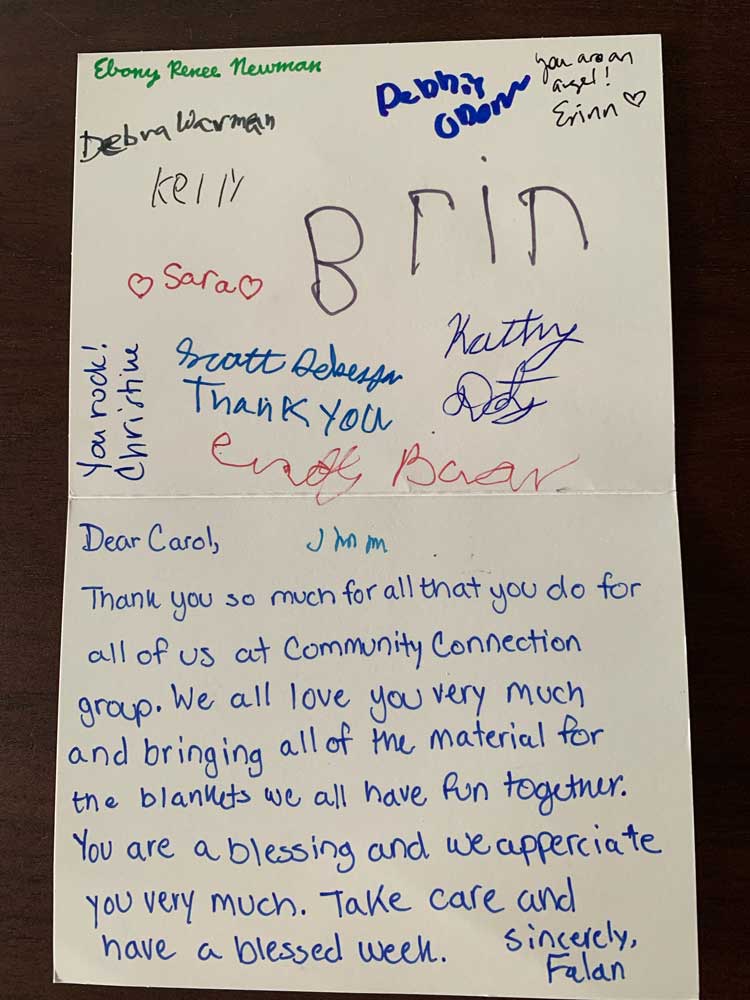 Ebony Renee Newman
you are an
angel!
Erinn ♡
Debby
Debra Warman
Kelly
Brin
♡ Sara ♡
Kathy
You rock!
Christine
Scott
Thank you
Cindy
Dear Carol,
Thank you so much for all that you do for
all of us at Community Connection
group. We all love you very much
and bringing all of the material for
the blankets we all have fun together.
You are a blessing and we apperciate
you very much. Take care and
have a blessed week.
Sincerely,
Falan